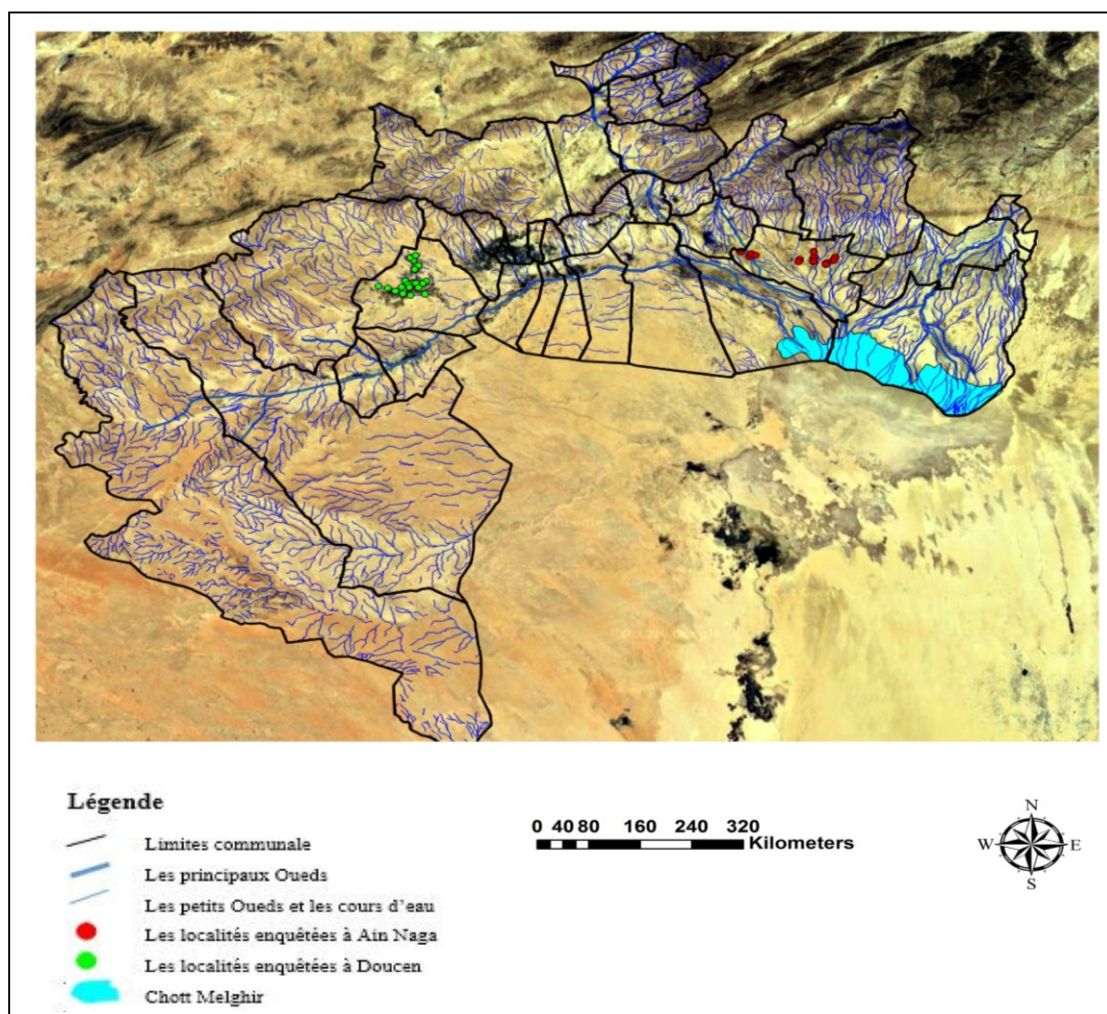 Légende
Limites communale
Les principaux Oueds
Les petits Oueds et les cours d'eau
Les localités enquêtées à Ain Naga
Les localités enquêtées à Doucen
Chott Melghir
0 40 80 160 240 320
Kilometers
N
W E
S